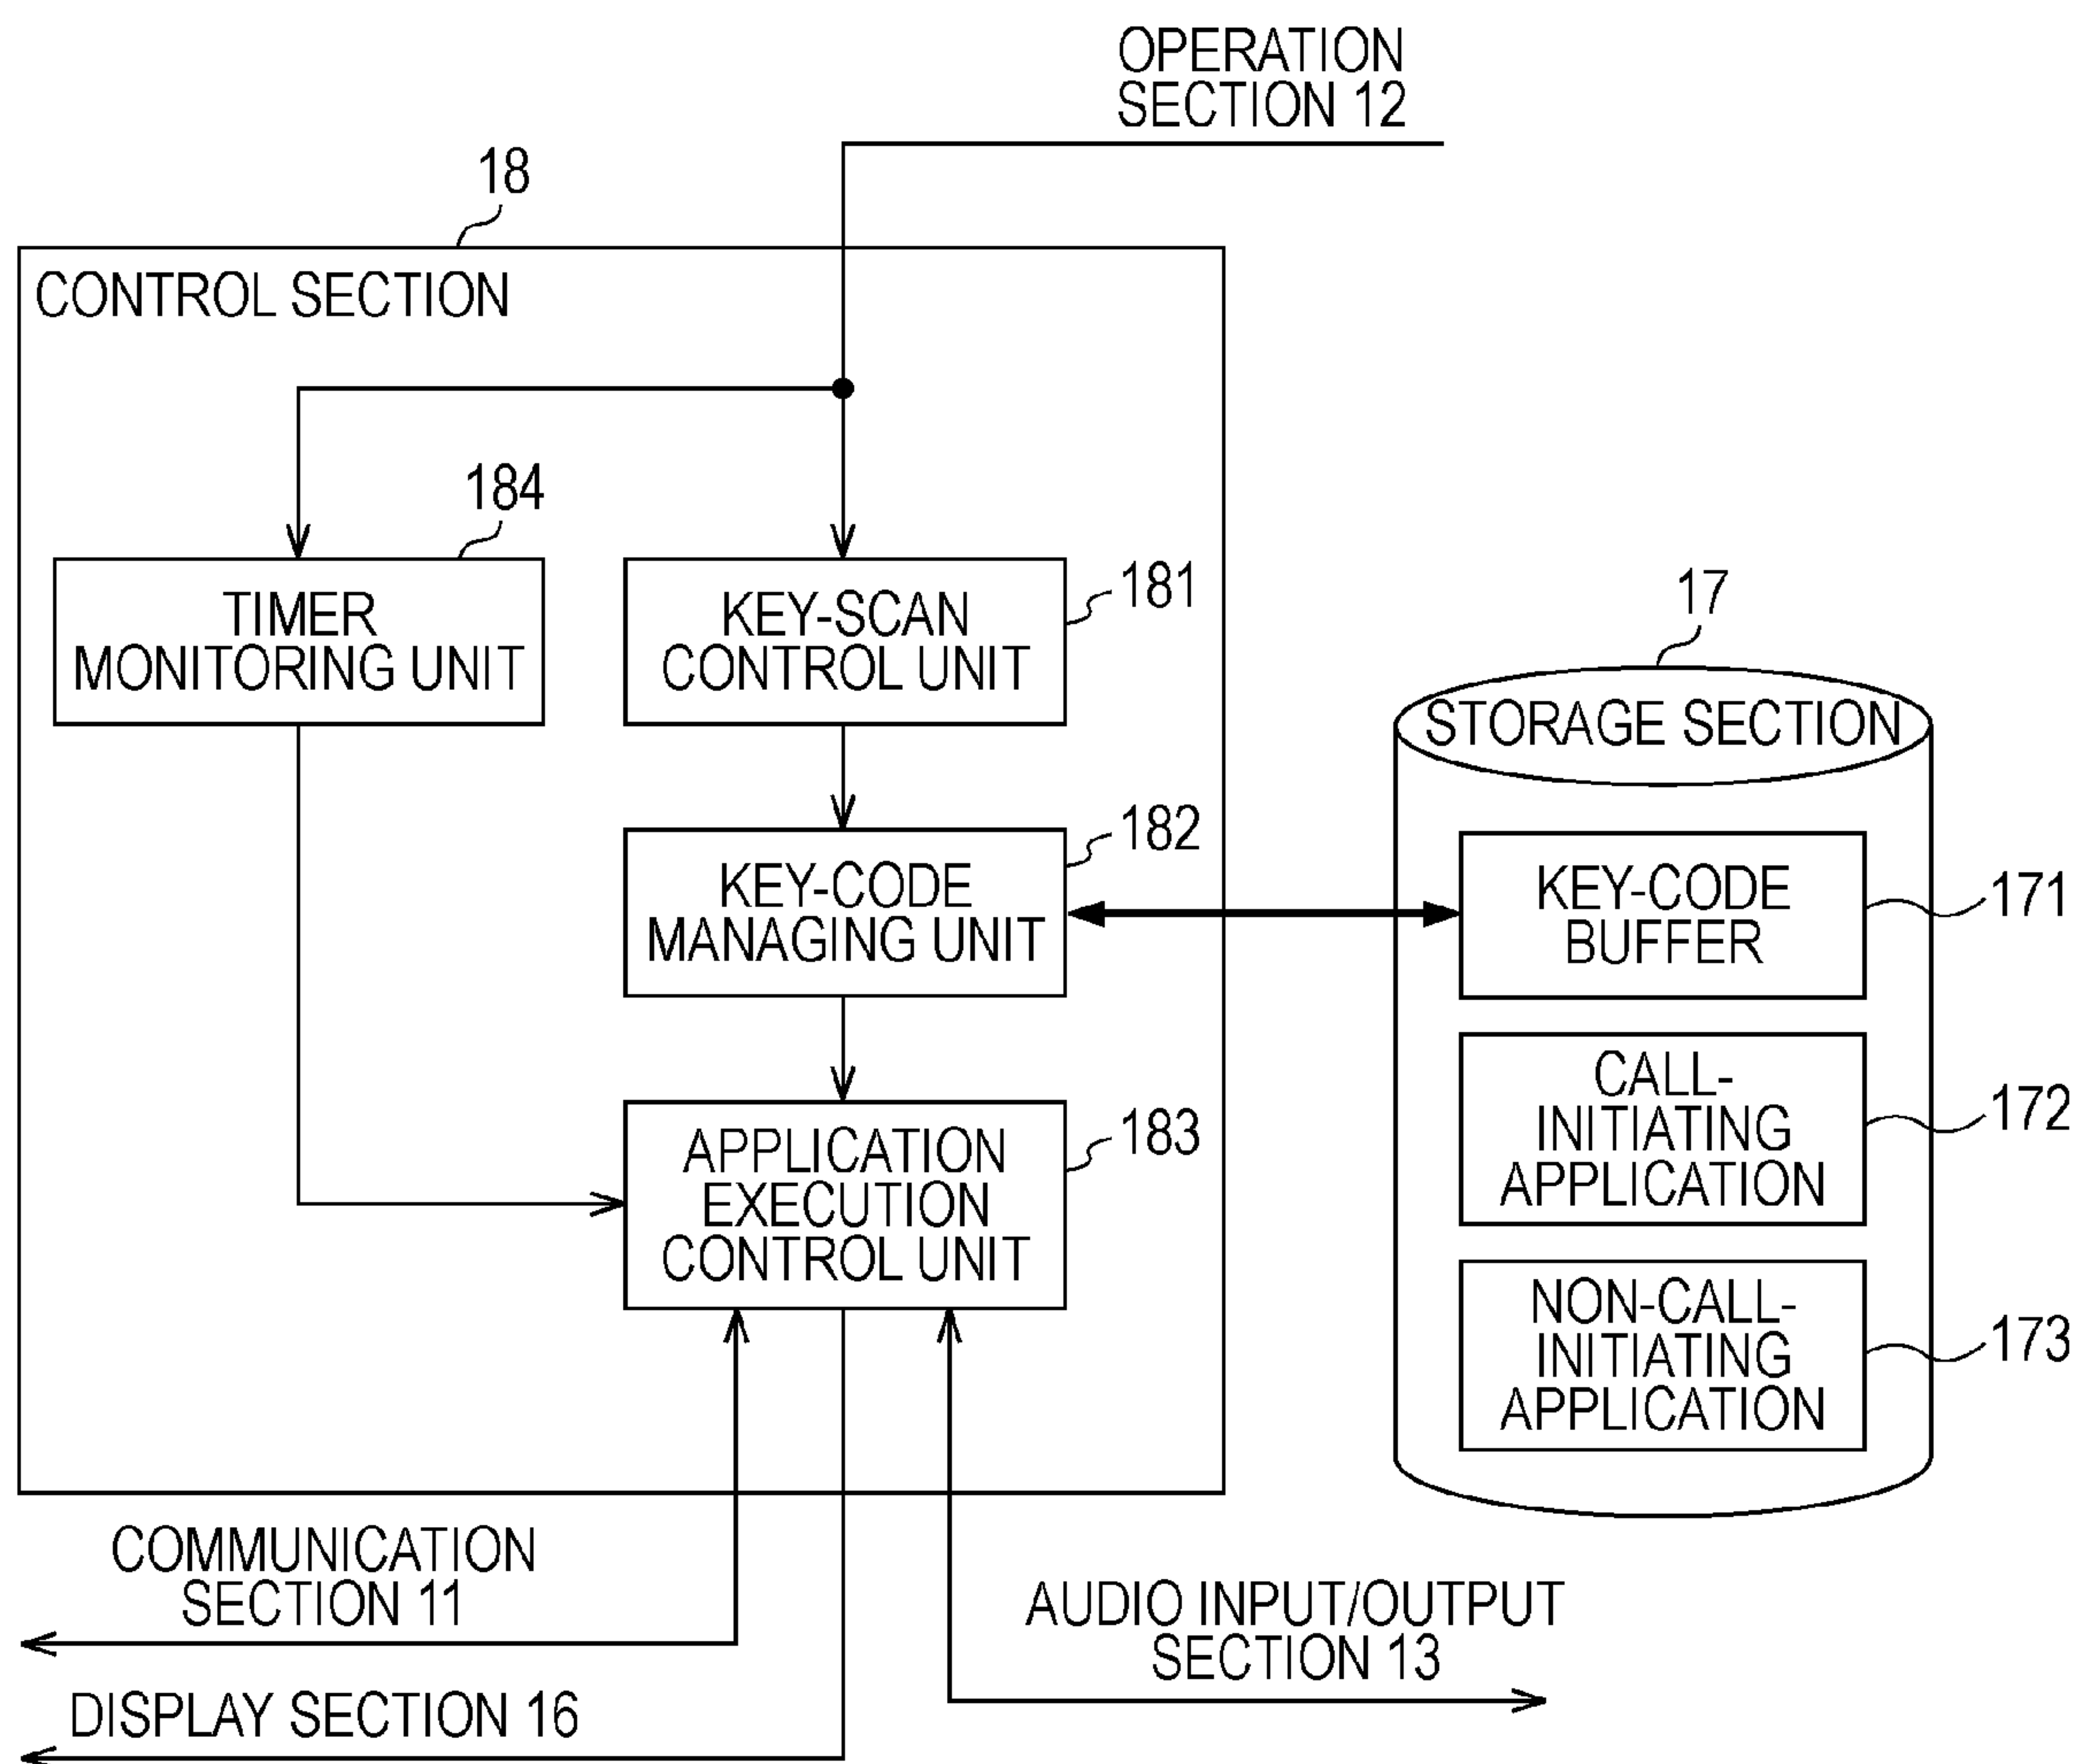 OPERATION
SECTION 12
18
CONTROL SECTION
184
TIMER
MONITORING UNIT
181
KEY-SCAN
CONTROL UNIT
17
STORAGE SECTION
182
KEY-CODE
MANAGING UNIT
KEY-CODE
BUFFER
171
183
APPLICATION
EXECUTION
CONTROL UNIT
CALL-
INITIATING
APPLICATION
172
NON-CALL-
INITIATING
APPLICATION
173
COMMUNICATION
SECTION 11
AUDIO INPUT/OUTPUT
SECTION 13
DISPLAY SECTION 16